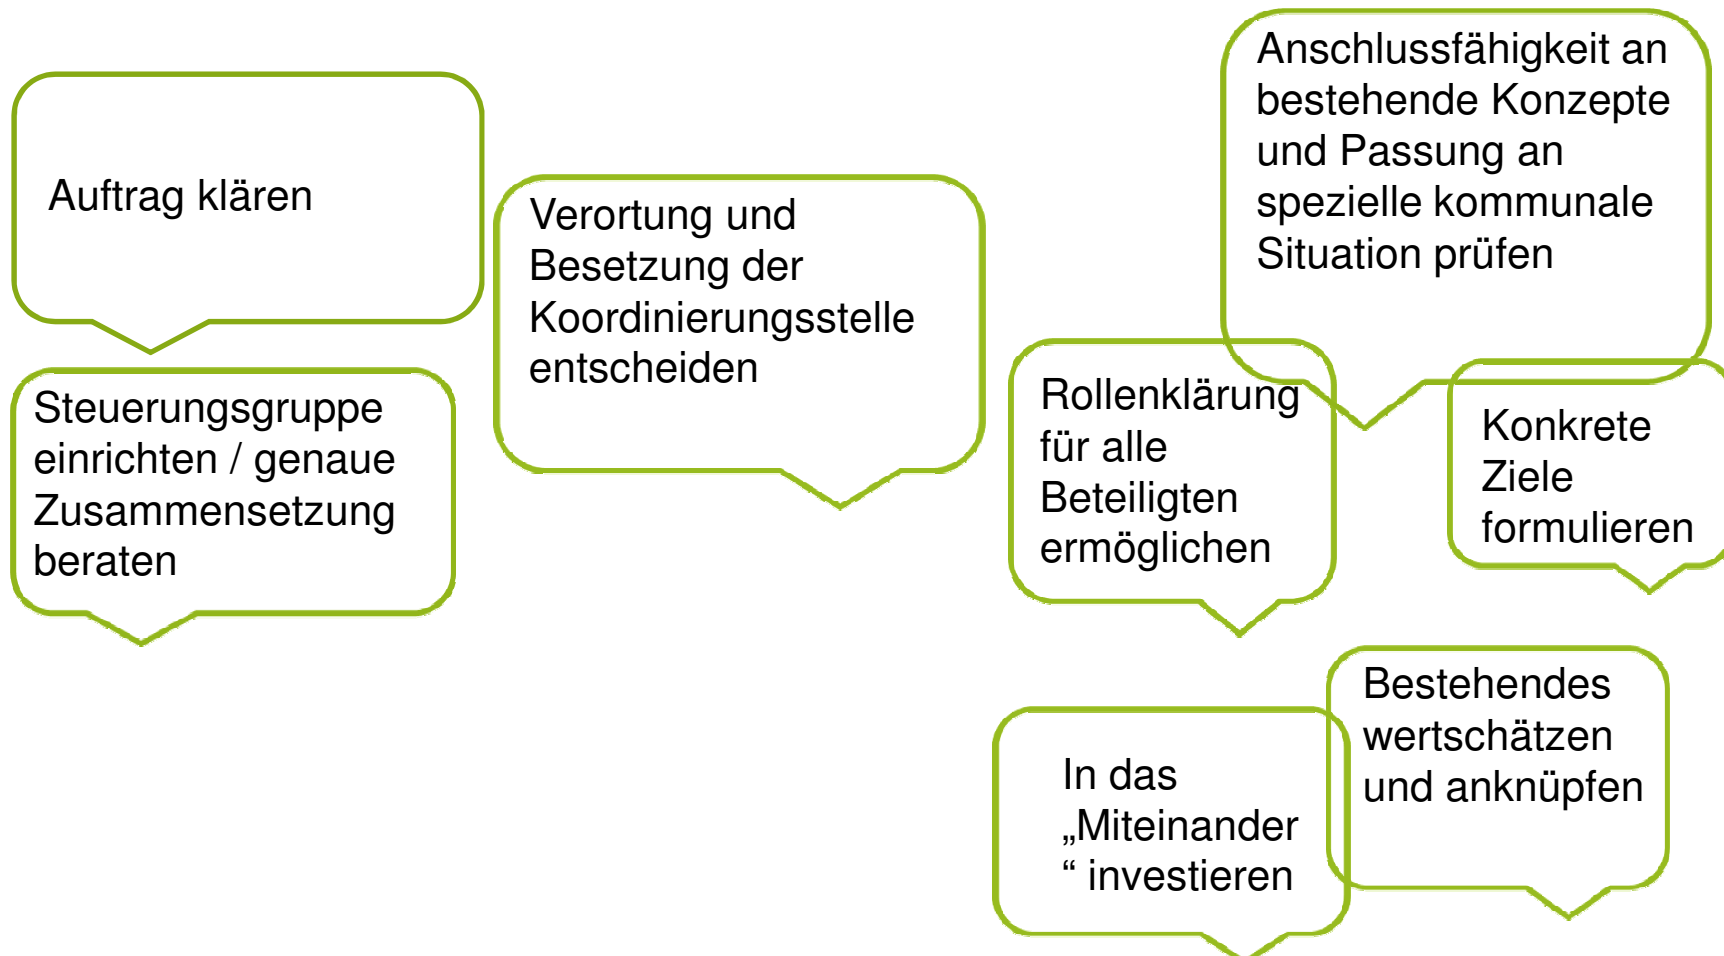 Auftrag klären
Steuerungsgruppe
einrichten / genaue
Zusammensetzung
beraten
Verortung und
Besetzung der
Koordinierungsstelle
entscheiden
Anschlussfähigkeit an
bestehende Konzepte
und Passung an
spezielle kommunale
Situation prüfen
Rollenklärung
für alle
Beteiligten
ermöglichen
Konkrete
Ziele
formulieren
Bestehendes
wertschätzen
und anknüpfen
In das
„Miteinander
“ investieren